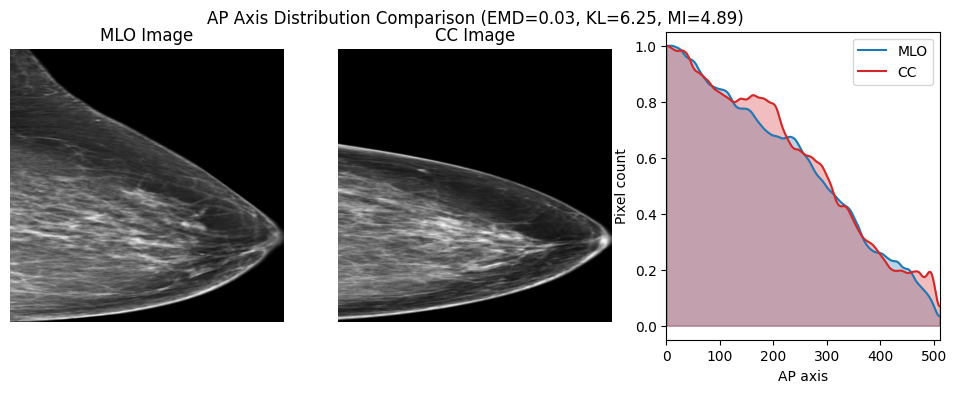 AP Axis Distribution Comparison (EMD=0.03, KL=6.25, MI=4.89)
MLO Image
CC Image
MLO
CC
Pixel count
1.0
0.8
0.6
0.4
0.2
0.0
0 100 200 300 400 500
AP axis